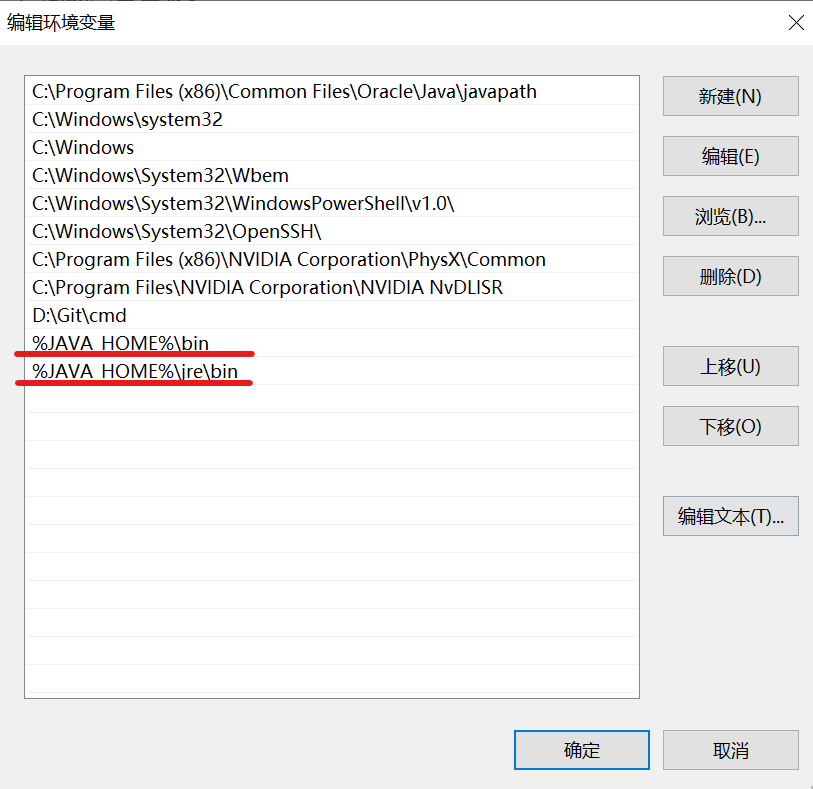 编辑环境变量
C:\Program Files (x86)\Common Files\Oracle\Java\javapath
新建(N)
C:\Windows\system32
C:\Windows
编辑(E)
C:\Windows\System32\Wbem
C:\Windows\System32\WindowsPowerShell\v1.0\
浏览(B)...
C:\Windows\System32\OpenSSH\
C:\Program Files (x86)\NVIDIA Corporation\PhysX\Common
删除(D)
C:\Program Files\NVIDIA Corporation\NVIDIA NvDLISR
D:\Git\cmd
%JAVA_HOME%\bin
%JAVA_HOME%\jre\bin
上移(U)
下移(O)
编辑文本(T)...
确定
取消